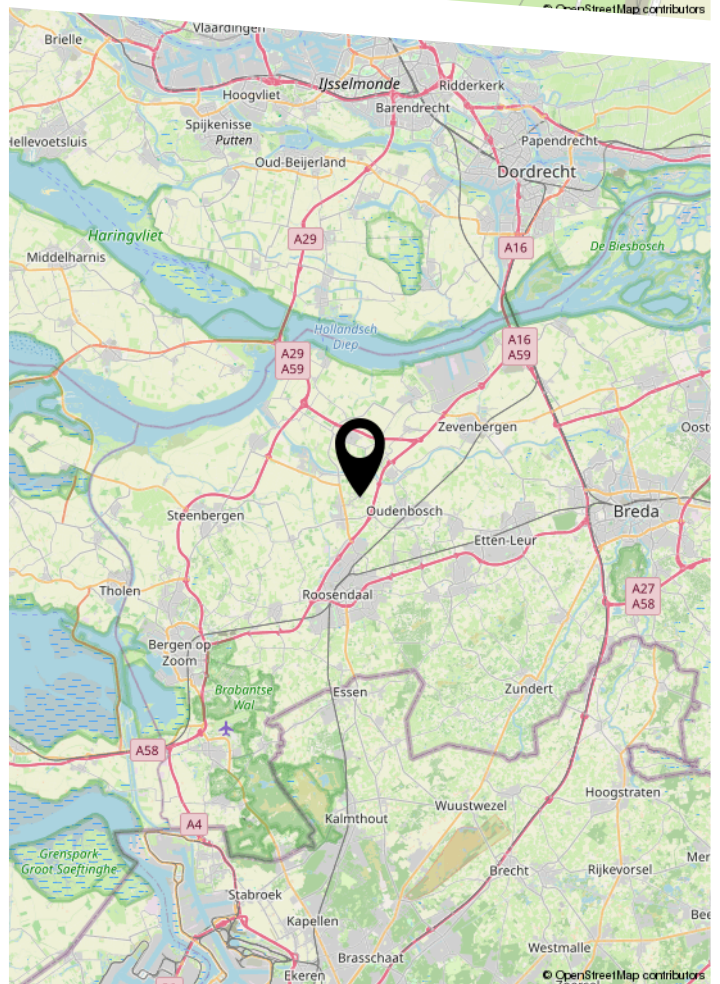 © OpenStreetMap contributors
Brielle
Vlaardingen
IJsselmonde
Ridderkerk
Hoogvliet
Barendrecht
Spijkenisse
Putten
Papendrecht
Hellevoetsluis
Oud-Beijerland
Dordrecht
A29
A16
Haringvliet
De Biesbosch
Middelharnis
Hollandsch
Diep
A29
A59
A16
A59
Zevenbergen
Oost
Steenbergen
Oudenbosch
Breda
Etten-Leur
Tholen
Roosendaal
A27
A58
Bergen op
Zoom
Brabantse
Wal
Essen
Zundert
A58
Hoogstraten
Wuustwezel
A4
Kalmthout
Grenspark
Groot Saeftinghe
Brecht
Rijkevorsel
Mer
Stabroek
Kapellen
Bee
Brasschaat
Westmalle
Ekeren
© OpenStreetMap contributors